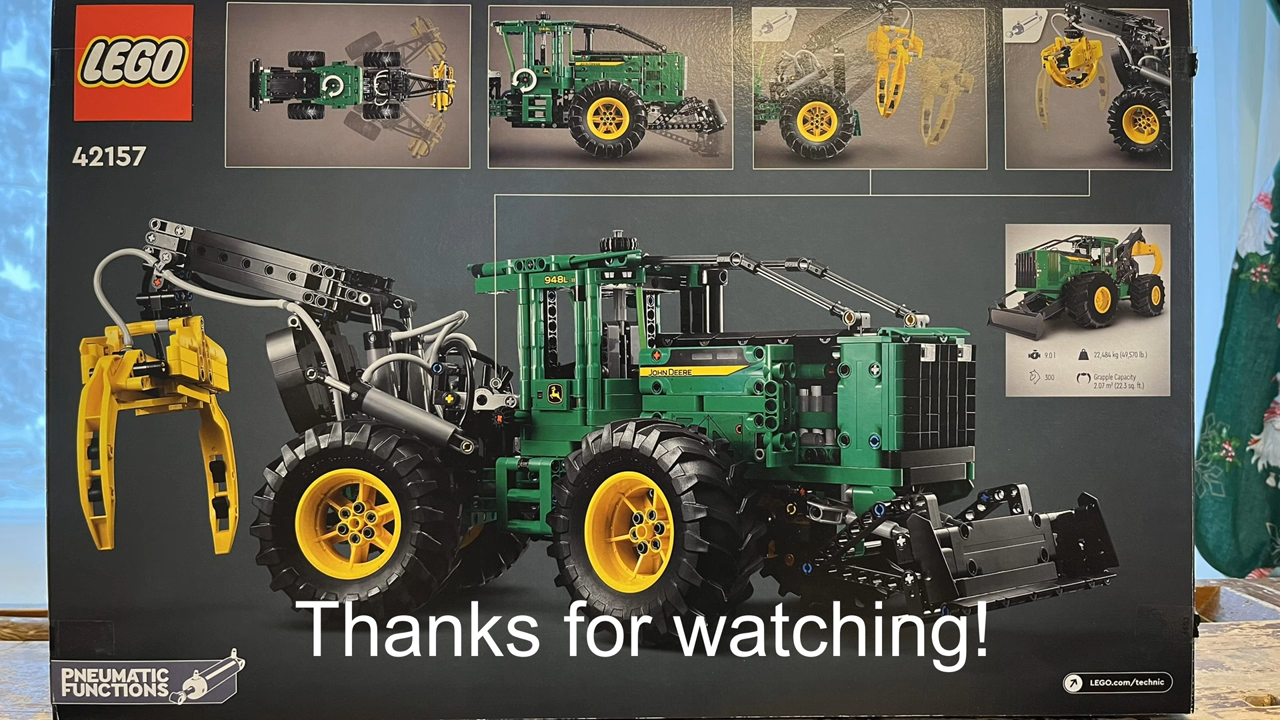 LEGO
42157
948L
JOHN DEERE
9.0 l
22,484 kg (49,570 lb.)
300
Grapple Capacity
2.07 m² (22.3 sq. ft.)
Thanks for watching!
PNEUMATIC
FUNCTIONS
LEGO.com/technic